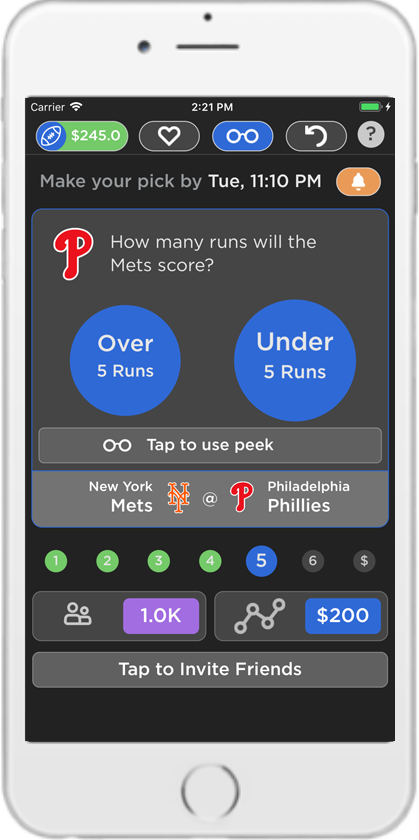 Carrier 2:21 PM
$245.0 ?
Make your pick by Tue, 11:10 PM
P How many runs will the
Mets score?
Over Under
5 Runs 5 Runs
Tap to use peek
New York NY @ P Philadelphia
Mets Phillies
1 2 3 4 5 6 $
1.0K $200
Tap to Invite Friends